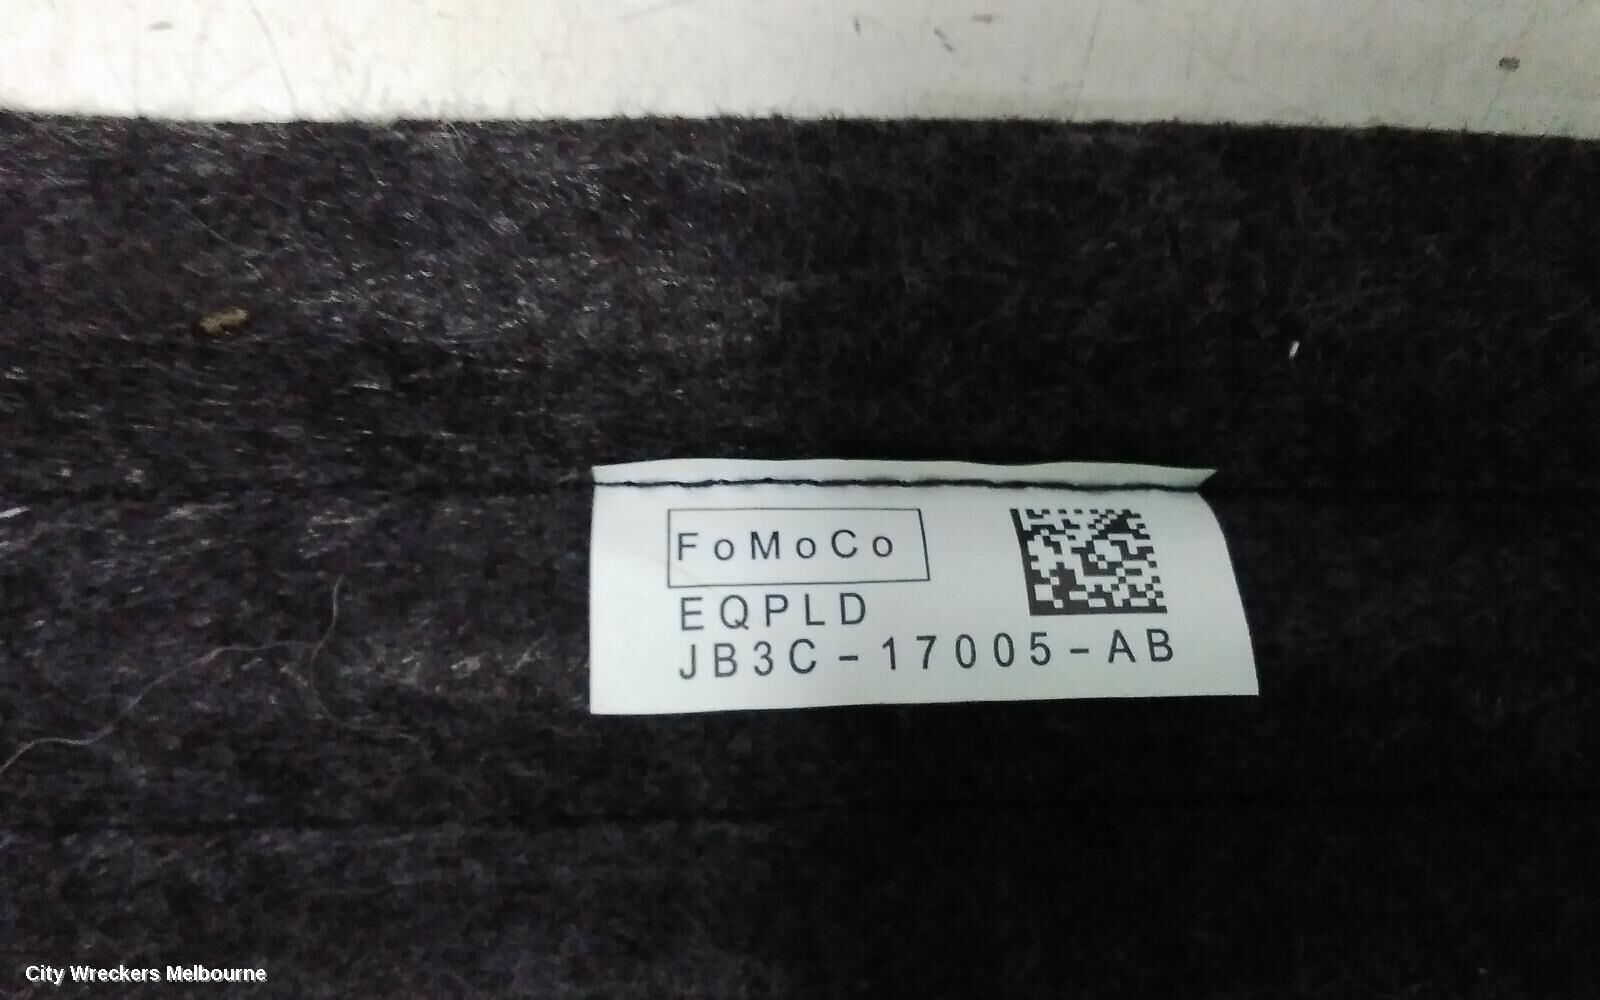 FoMoCo
EQPLD
JB3C-17005-AB
City Wreckers Melbourne